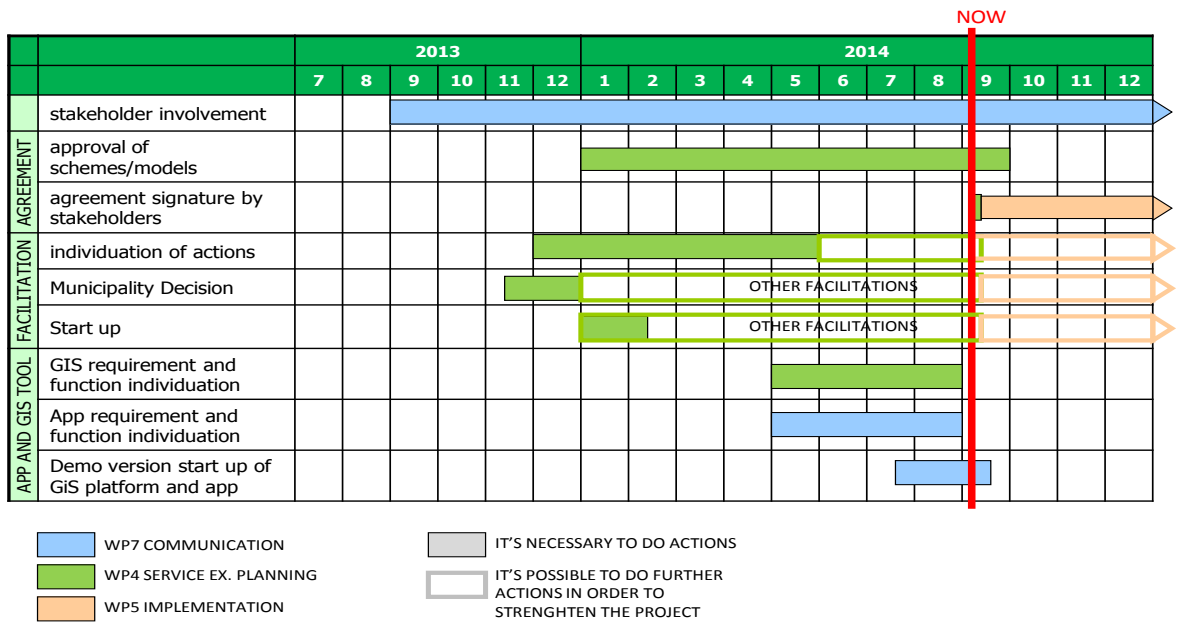 NOW
2013 2014
7 8 9 10 11 12 1 2 3 4 5 6 7 8 9 10 11 12
stakeholder involvement
AGREEMENT
approval of
schemes/models
agreement signature by
stakeholders
FACILITATION
individuation of actions
Municipality Decision
OTHER FACILITATIONS
Start up
OTHER FACILITATIONS
APP AND GIS TOOL
GIS requirement and
function individuation
App requirement and
function individuation
Demo version start up of
GiS platform and app
WP7 COMMUNICATION
WP4 SERVICE EX. PLANNING
WP5 IMPLEMENTATION
IT'S NECESSARY TO DO ACTIONS
IT'S POSSIBLE TO DO FURTHER
ACTIONS IN ORDER TO
STRENGHTEN THE PROJECT